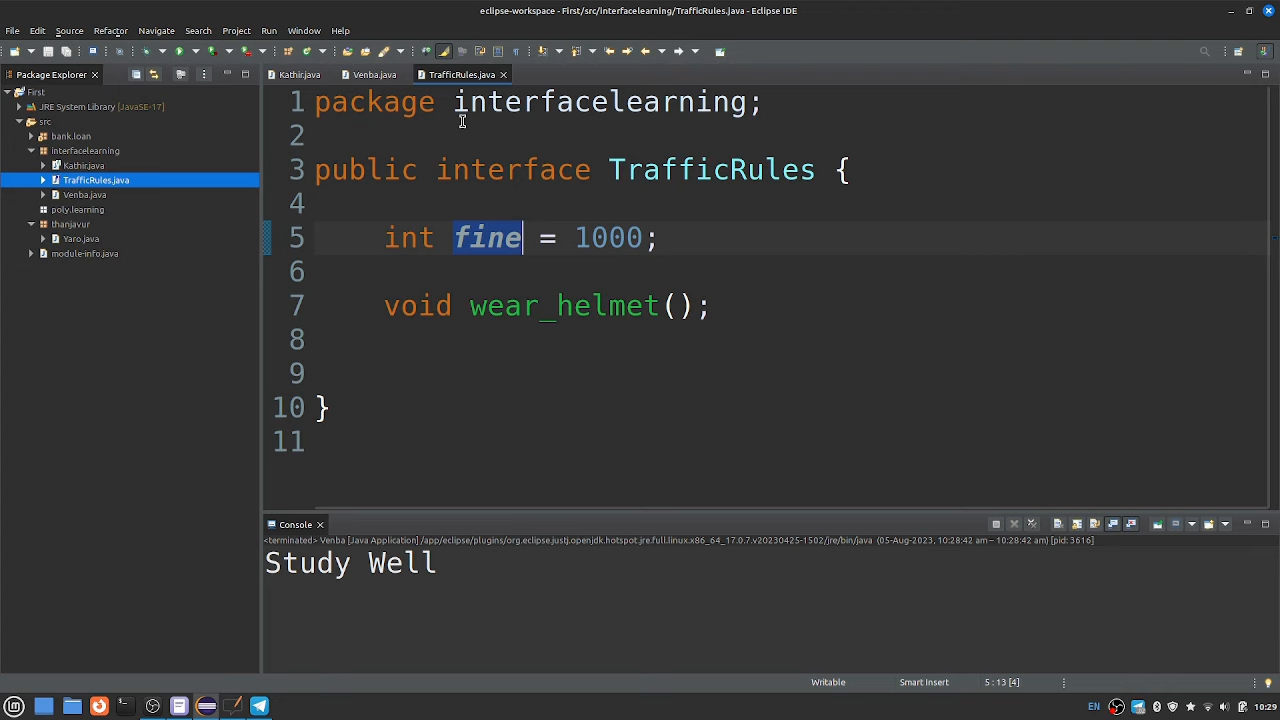 eclipse-workspace - First/src/interfacelearning/TrafficRules.java - Eclipse IDE
File Edit Source Refactor Navigate Search Project Run Window Help
Package Explorer
Kathir.java Venba.java TrafficRules.java
First
JRE System Library [JavaSE-17]
src
bank.loan
interfacelearning
Kathir.java
TrafficRules.java
Venba.java
poly.learning
thanjavur
Yaro.java
module-info.java
1 package interfacelearning;
2
3 public interface TrafficRules {
4
5 int fine = 1000;
6
7 void wear_helmet();
8
9
10 }
11
Console
<terminated> Venba [Java Application] /app/eclipse/plugins/org.eclipse.justj.openjdk.hotspot.jre.full.linux.x86_64_17.0.7.v20230425-1502/jre/bin/java (05-Aug-2023, 10:28:42 am – 10:28:42 am) [pid: 3616]
Study Well
Writable Smart Insert 5 : 13 [4]
EN 10:29